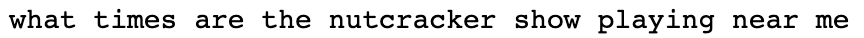 what times are the nutcracker show playing near me